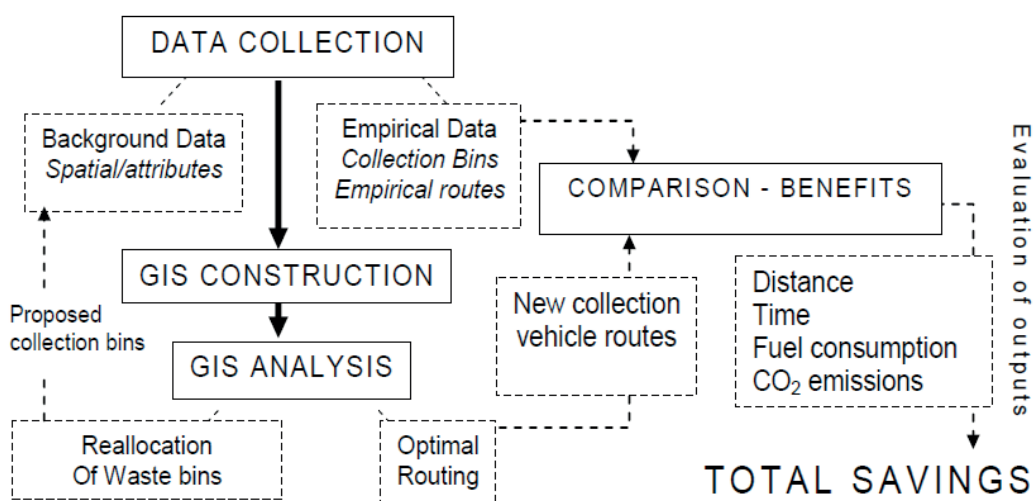 DATA COLLECTION
Background Data
Spatial/attributes
Empirical Data
Collection Bins
Empirical routes
COMPARISON - BENEFITS
Evaluation of outputs
GIS CONSTRUCTION
New collection
vehicle routes
Distance
Time
Fuel consumption
CO₂ emissions
Proposed
collection bins
GIS ANALYSIS
Reallocation
Of Waste bins
Optimal
Routing
TOTAL SAVINGS